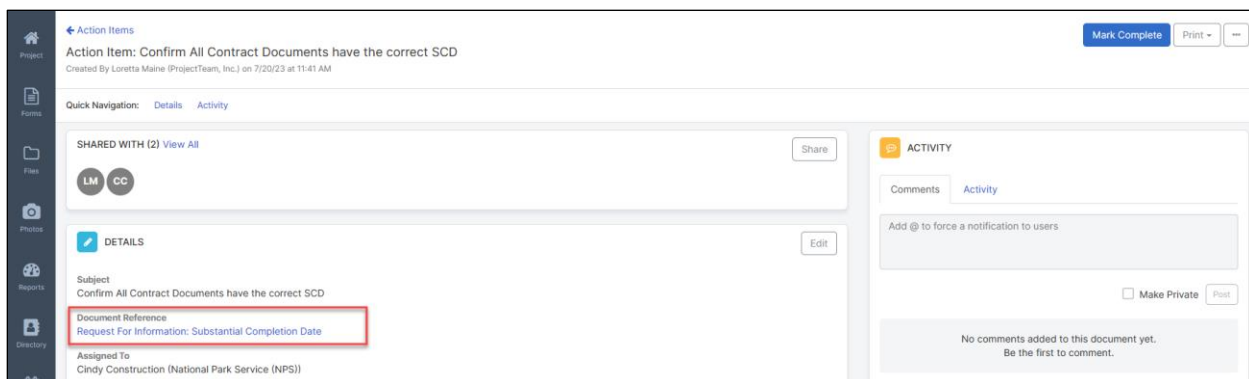 Project
Forms
Files
Photos
Reports
Directory
Action Items
Action Item: Confirm All Contract Documents have the correct SCD
Created By Loretta Maine (ProjectTeam, Inc.) on 7/20/23 at 11:41 AM
Mark Complete
Print
Quick Navigation: Details Activity
SHARED WITH (2) View All
Share
LM CC
DETAILS
Edit
Subject
Confirm All Contract Documents have the correct SCD
Document Reference
Request For Information: Substantial Completion Date
Assigned To
Cindy Construction (National Park Service (NPS))
ACTIVITY
Comments Activity
Add @ to force a notification to users
Make Private Post
No comments added to this document yet.
Be the first to comment.